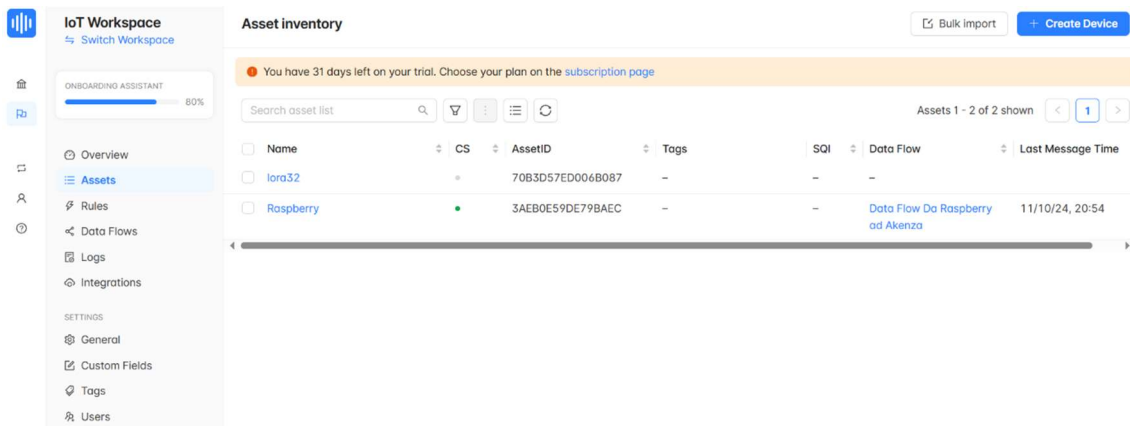 IoT Workspace
Switch Workspace
ONBOARDING ASSISTANT
80%
Overview
Assets
Rules
Data Flows
Logs
Integrations
SETTINGS
General
Custom Fields
Tags
Users
Asset inventory
Bulk import
+ Create Device
You have 31 days left on your trial. Choose your plan on the subscription page
Search asset list
Assets 1 - 2 of 2 shown
< 1 >
Name CS AssetID Tags SQI Data Flow Last Message Time
lora32 70B3D57ED006B087 – – –
Raspberry 3AEB0E59DE79BAEC – – Data Flow Da Raspberry 11/10/24, 20:54
ad Akenza